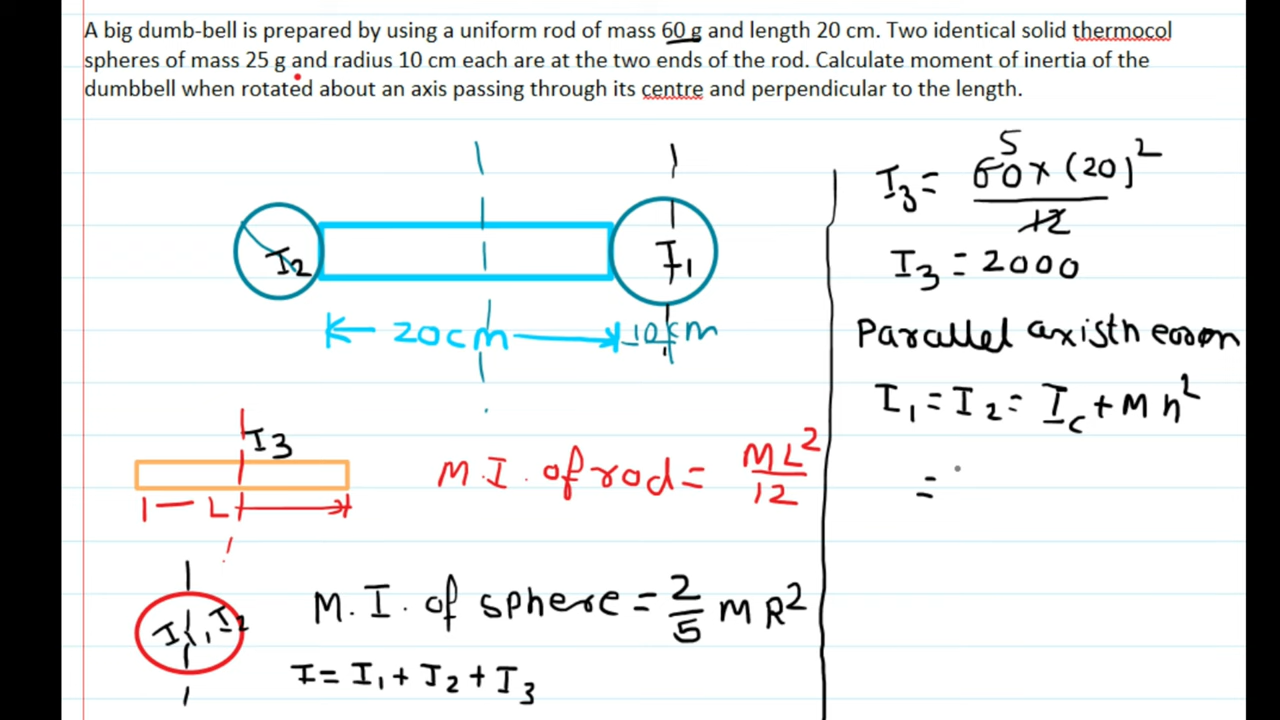 A big dumb-bell is prepared by using a uniform rod of mass 60 g and length 20 cm. Two identical solid thermocol
spheres of mass 25 g and radius 10 cm each are at the two ends of the rod. Calculate moment of inertia of the
dumbbell when rotated about an axis passing through its centre and perpendicular to the length.
I2
I1
20cm
10cm
I3
L
M.I. of rod = ML²/12
I1, I2
M.I. of sphere = 2/5 MR²
I = I1 + I2 + I3
I3 = 5 60 x (20)² / 12
I3 = 2000
Parallel axistheorom
I1 = I2 = Ic + Mh²
=